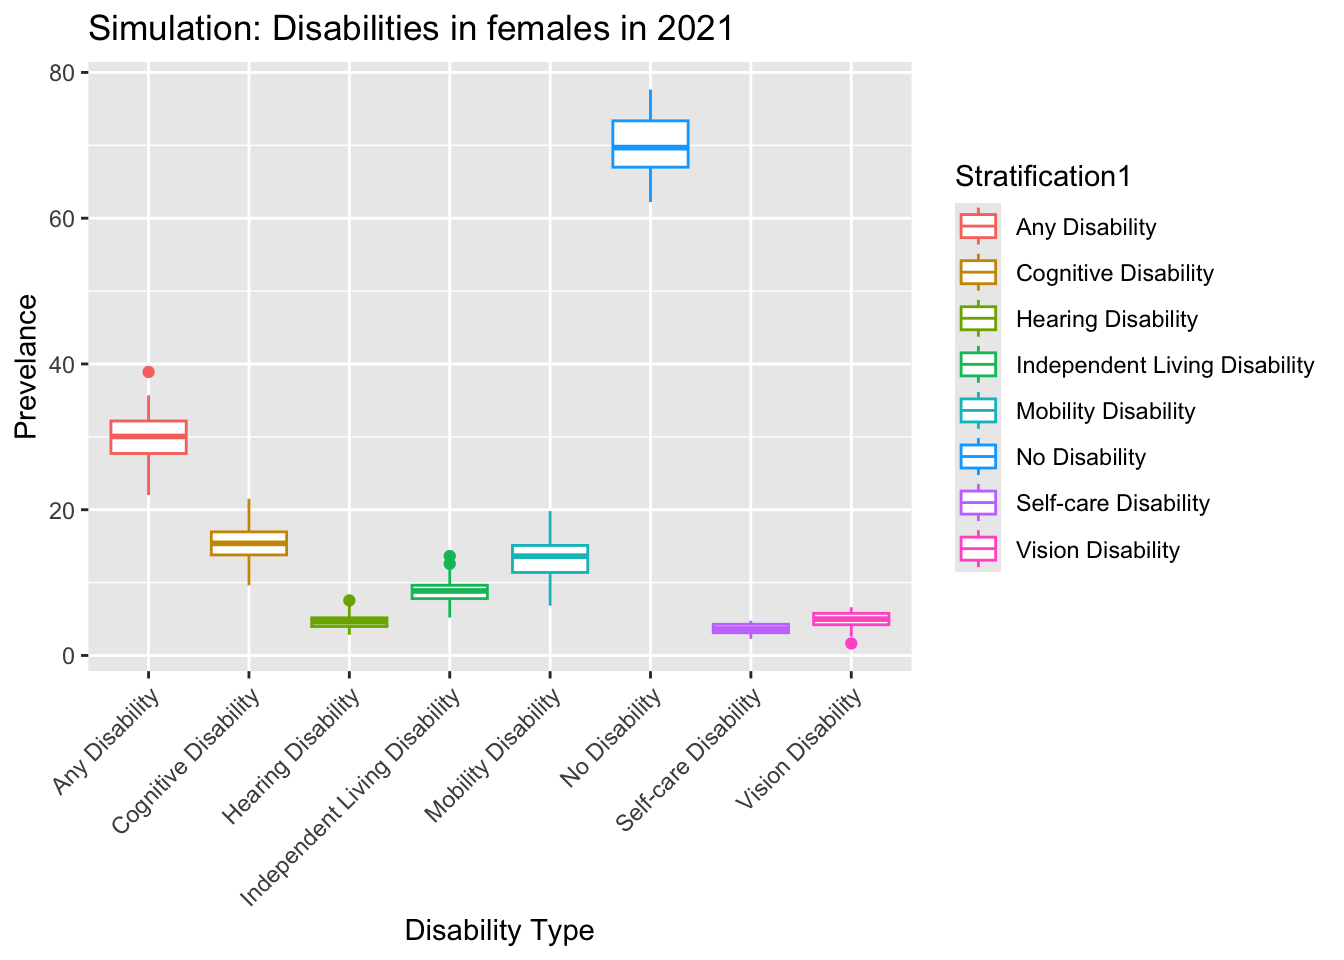 Simulation: Disabilities in females in 2021
80
60
40
20
0
Prevelance
Any Disability
Cognitive Disability
Hearing Disability
Independent Living Disability
Mobility Disability
No Disability
Self-care Disability
Vision Disability
Disability Type
Stratification1
Any Disability
Cognitive Disability
Hearing Disability
Independent Living Disability
Mobility Disability
No Disability
Self-care Disability
Vision Disability